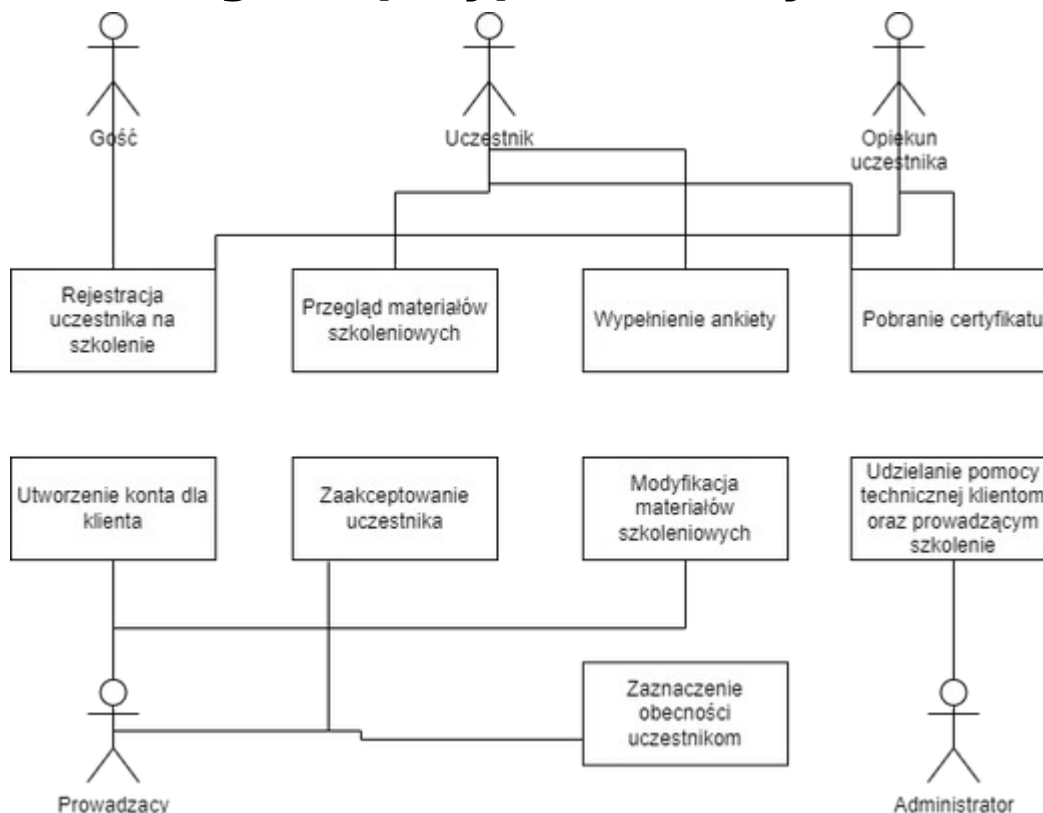 Gość
Uczestnik
Opiekun
uczestnika
Rejestracja
uczestnika na
szkolenie
Przegląd materiałów
szkoleniowych
Wypełnienie ankiety
Pobranie certyfikatu
Utworzenie konta dla
klienta
Zaakceptowanie
uczestnika
Modyfikacja
materiałów
szkoleniowych
Udzielanie pomocy
technicznej klientom
oraz prowadzącym
szkolenie
Zaznaczenie
obecności
uczestnikom
Prowadzacy
Administrator